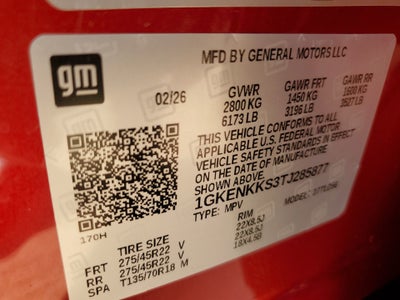 gm
MFD BY GENERAL MOTORS LLC
02/26
GVWR GAWR FRT GAWR RR
2800 KG 1450 KG 1600 KG
6173 LB 3196 LB 3527 LB
THIS VEHICLE CONFORMS TO ALL
APPLICABLE U.S. FEDERAL MOTOR
VEHICLE SAFETY STANDARDS IN EFFECT
ON THE DATE OF MANUFACTURE
SHOWN ABOVE.
1GKENKKS3TJ285877
TYPE: MPV MODEL:
170H
TIRE SIZE RIM
FRT 275/45R22 V 22X8.5J
RR 275/45R22 V 22X8.5J
SPA T135/70R18 M 18X4.5B